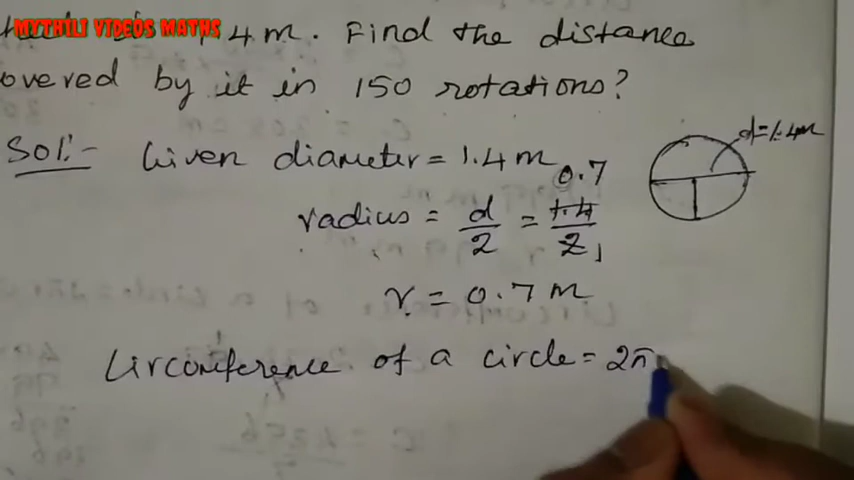 MYTHILI VIDEOS MATHS
4 m. Find the distance
overed by it in 150 rotations?
d=1.4m
Sol:- Given diameter = 1.4 m
0.7
radius = d/2 = 1.4/2 1
r = 0.7 m
Circumference of a circle = 2π